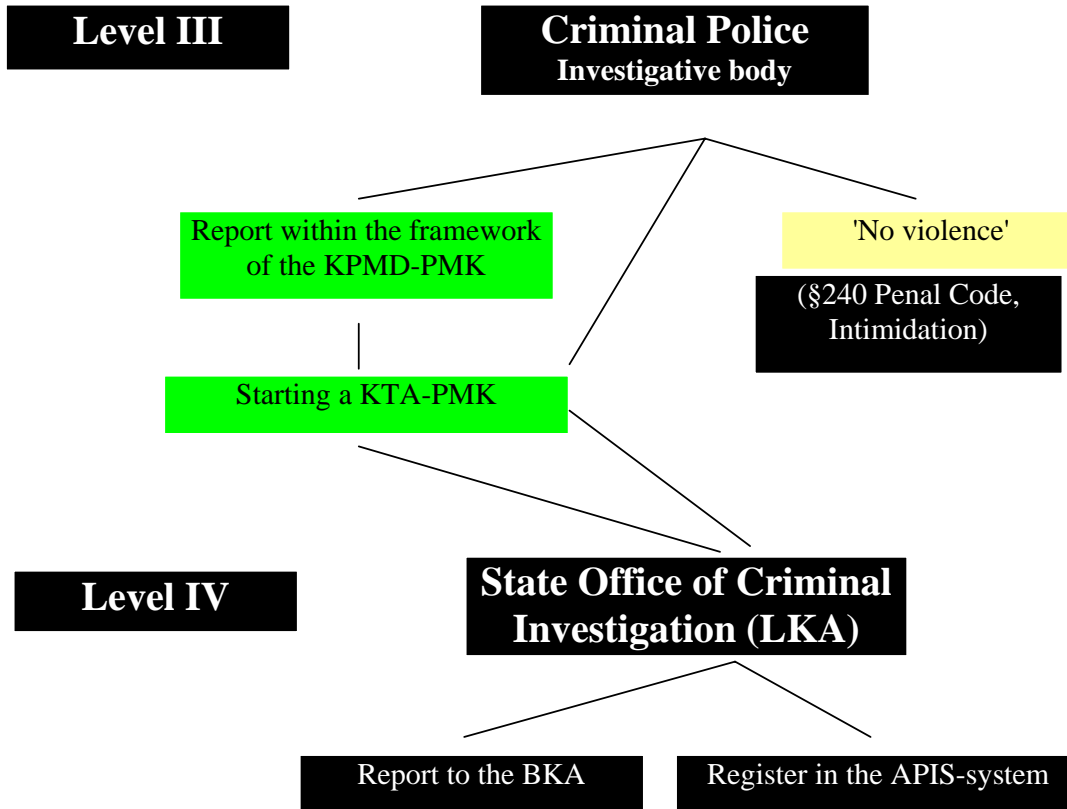 Level III
Criminal Police
Investigative body
Report within the framework
of the KPMD-PMK
'No violence'
(§240 Penal Code,
Intimidation)
Starting a KTA-PMK
Level IV
State Office of Criminal
Investigation (LKA)
Report to the BKA
Register in the APIS-system